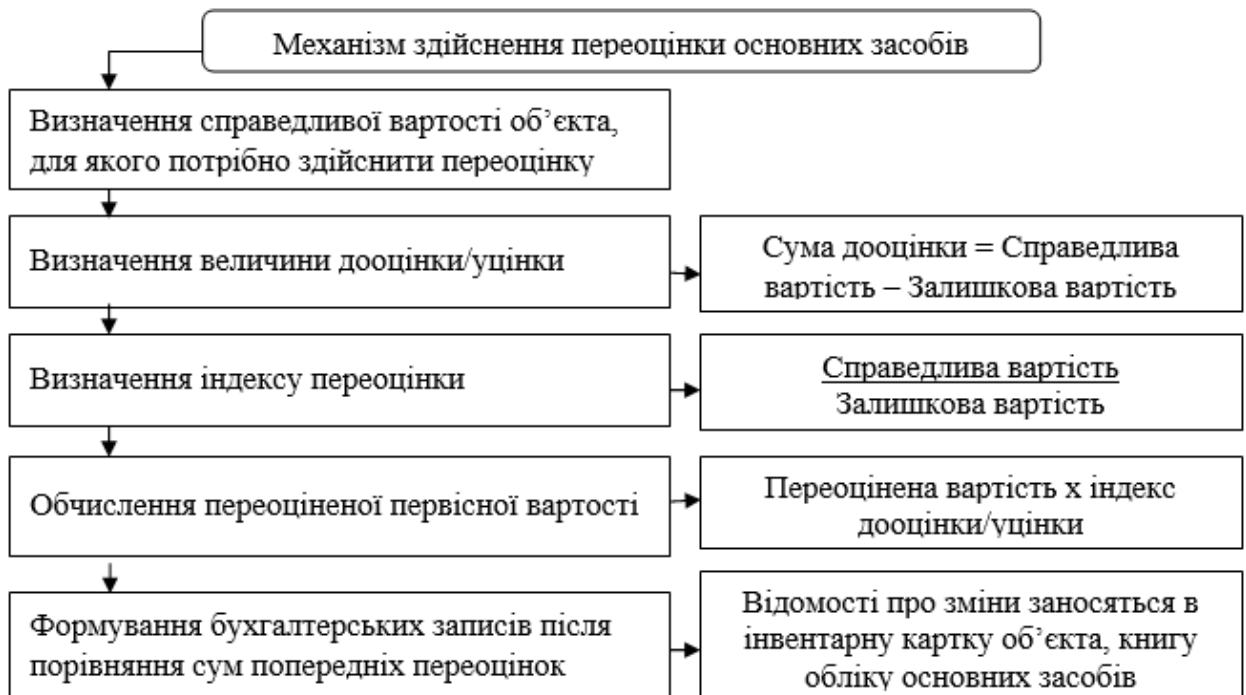 Механізм здійснення переоцінки основних засобів
Визначення справедливої вартості об’єкта,
для якого потрібно здійснити переоцінку
Визначення величини дооцінки/уцінки
Сума дооцінки = Справедлива
вартість – Залишкова вартість
Визначення індексу переоцінки
Справедлива вартість
Залишкова вартість
Обчислення переоціненої первісної вартості
Переоцінена вартість х індекс
дооцінки/уцінки
Формування бухгалтерських записів після
порівняння сум попередніх переоцінок
Відомості про зміни заносяться в
інвентарну картку об’єкта, книгу
обліку основних засобів